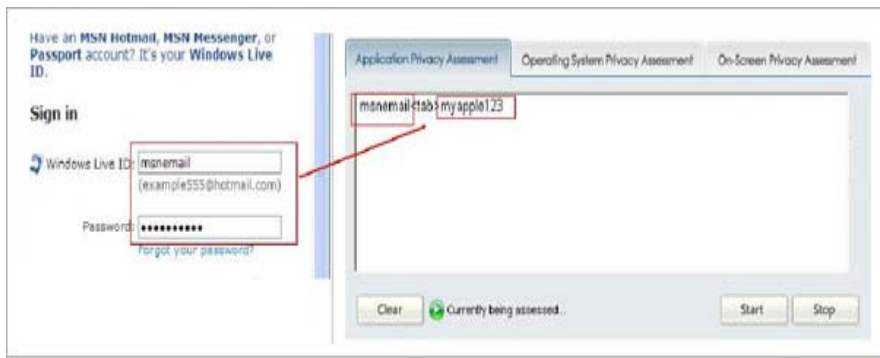 Have an MSN Hotmail, MSN Messenger, or
Passport account? It's your Windows Live
ID.
Sign in
Windows Live ID: msnemail
(example555@hotmail.com)
Password: ••••••••••
Forgot your password?
Application Privacy Assessment
Operating System Privacy Assessment
On-Screen Privacy Assessment
msnemail<tab>myapple123
Clear
Currently being assessed...
Start
Stop